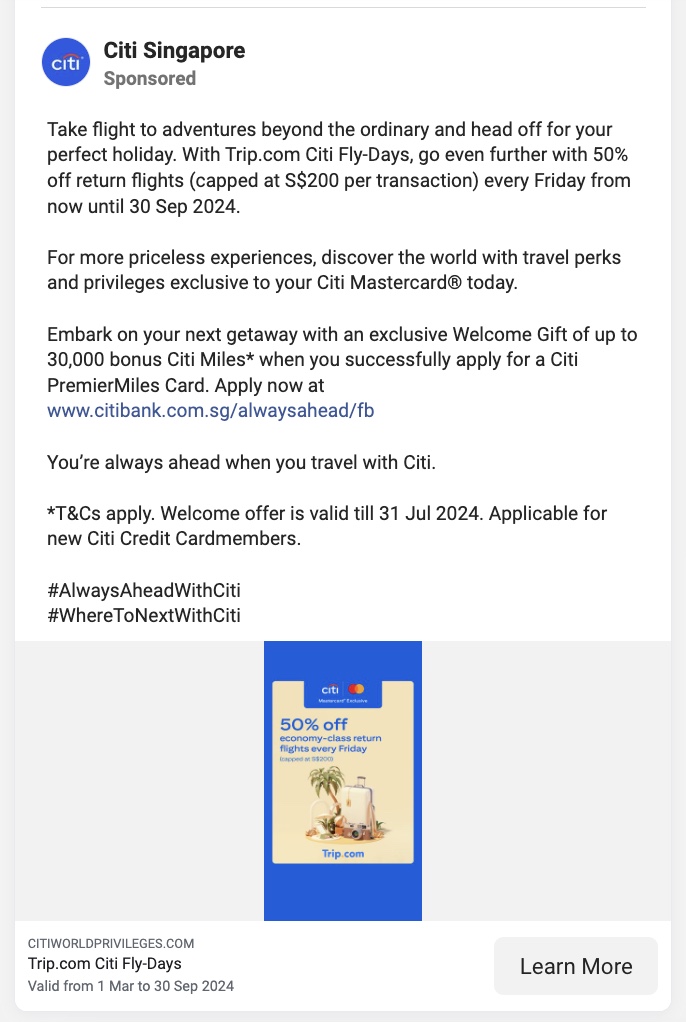 Citi Singapore
Sponsored
Take flight to adventures beyond the ordinary and head off for your
perfect holiday. With Trip.com Citi Fly-Days, go even further with 50%
off return flights (capped at S$200 per transaction) every Friday from
now until 30 Sep 2024.
For more priceless experiences, discover the world with travel perks
and privileges exclusive to your Citi Mastercard® today.
Embark on your next getaway with an exclusive Welcome Gift of up to
30,000 bonus Citi Miles* when you successfully apply for a Citi
PremierMiles Card. Apply now at
www.citibank.com.sg/alwaysahead/fb
You’re always ahead when you travel with Citi.
*T&Cs apply. Welcome offer is valid till 31 Jul 2024. Applicable for
new Citi Credit Cardmembers.
#AlwaysAheadWithCiti
#WhereToNextWithCiti
citi
Mastercard® Exclusive
50% off
economy-class return
flights every Friday
(capped at S$200)
Trip.com
CITIWORLDPRIVILEGES.COM
Trip.com Citi Fly-Days
Valid from 1 Mar to 30 Sep 2024
Learn More
citi